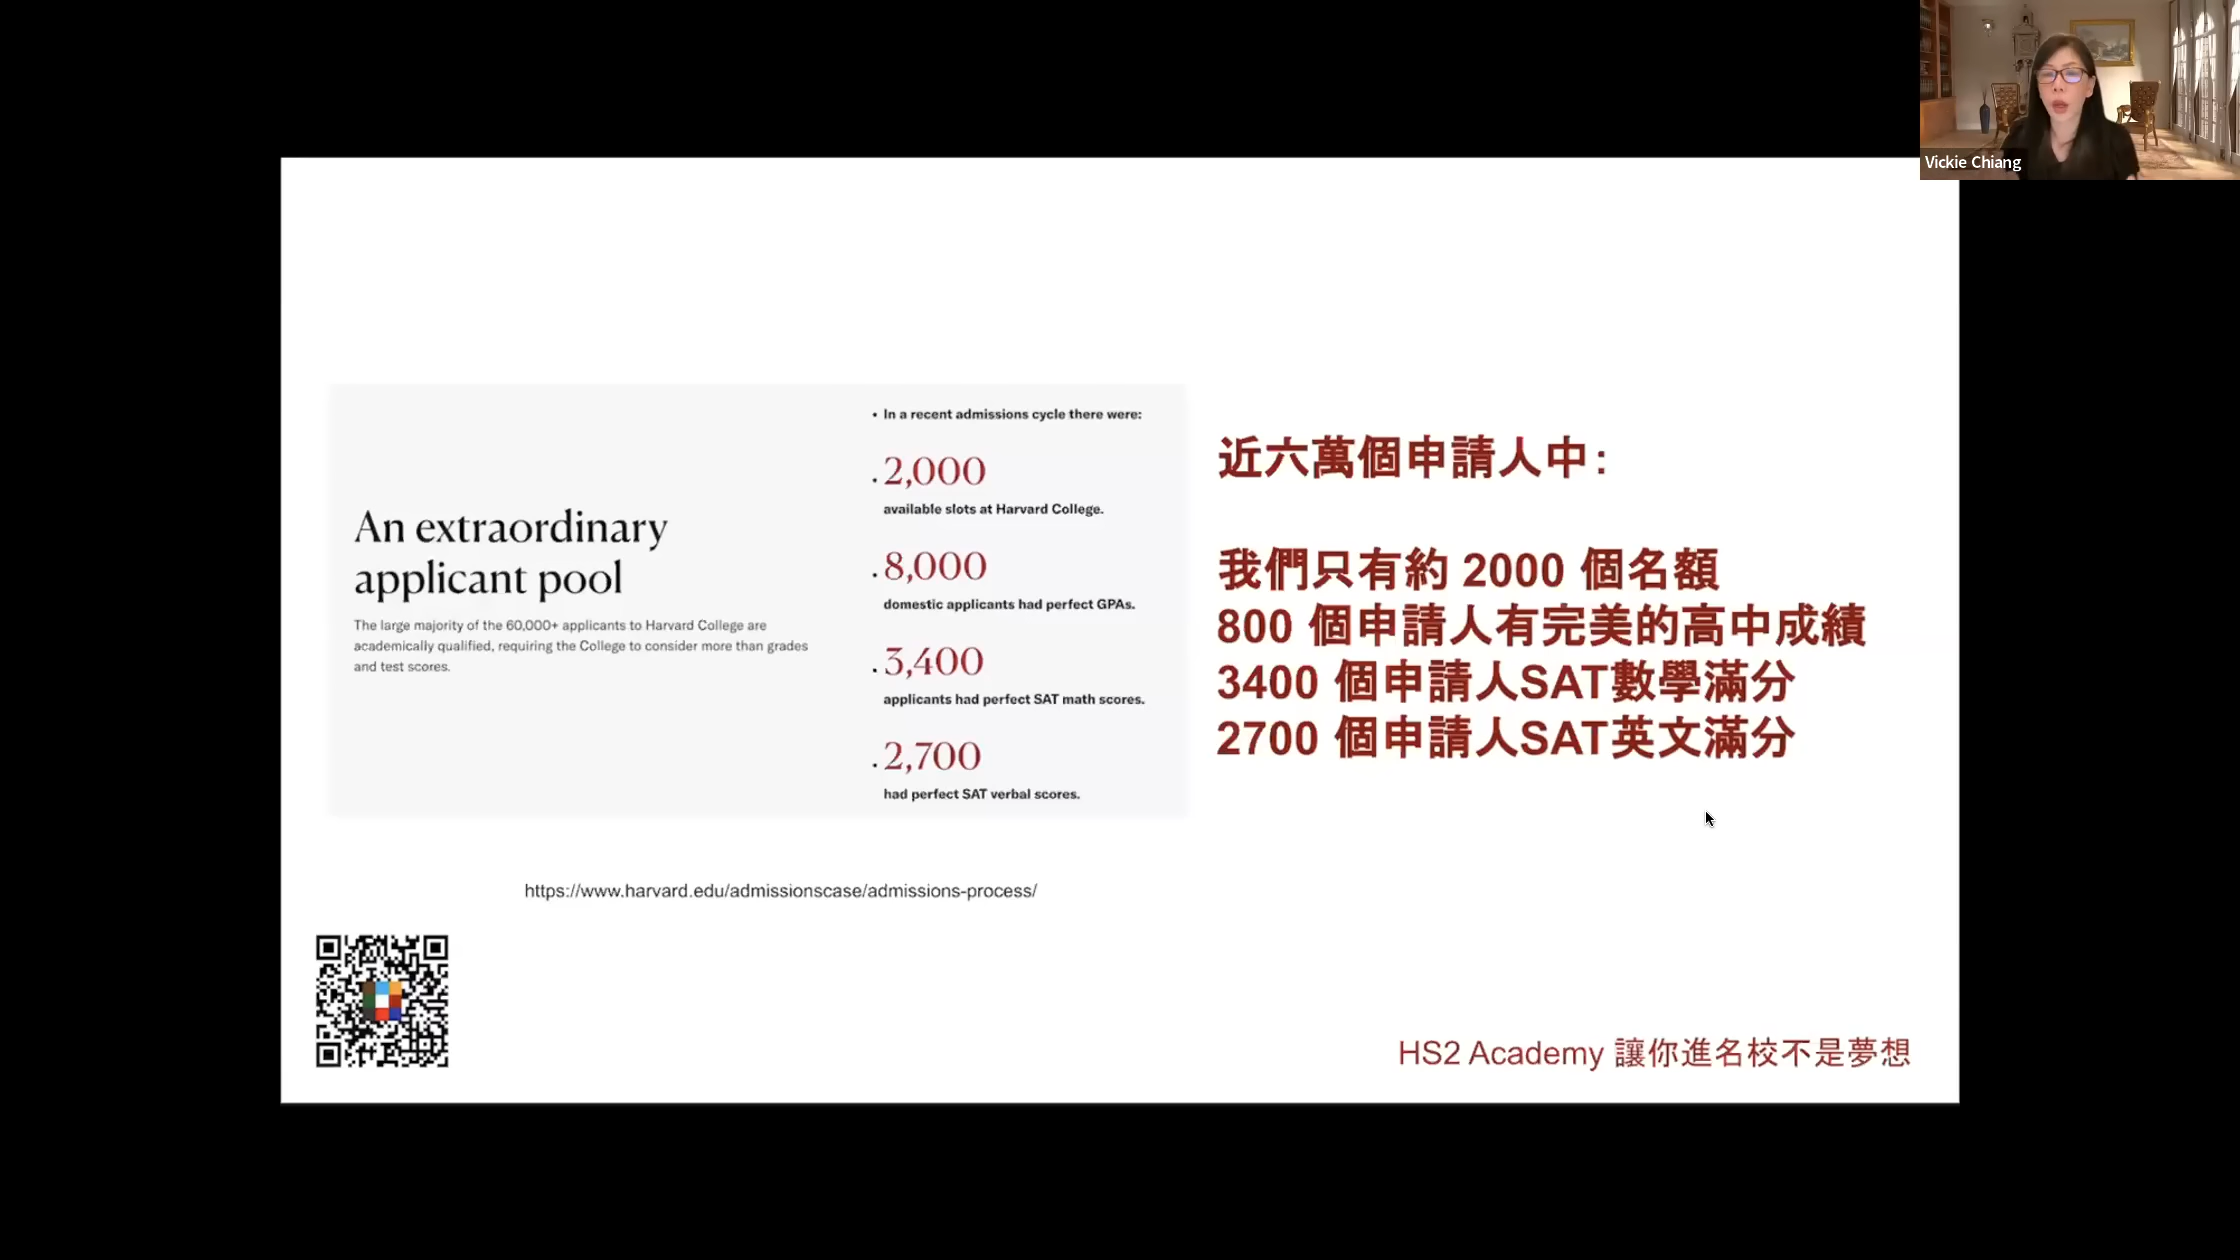 Vickie Chiang
An extraordinary
applicant pool
The large majority of the 60,000+ applicants to Harvard College are
academically qualified, requiring the College to consider more than grades
and test scores.
• In a recent admissions cycle there were:
• 2,000
available slots at Harvard College.
• 8,000
domestic applicants had perfect GPAs.
• 3,400
applicants had perfect SAT math scores.
• 2,700
had perfect SAT verbal scores.
近六萬個申請人中:
我們只有約 2000 個名額
800 個申請人有完美的高中成績
3400 個申請人SAT數學滿分
2700 個申請人SAT英文滿分
https://www.harvard.edu/admissionscase/admissions-process/
HS2 Academy 讓你進名校不是夢想